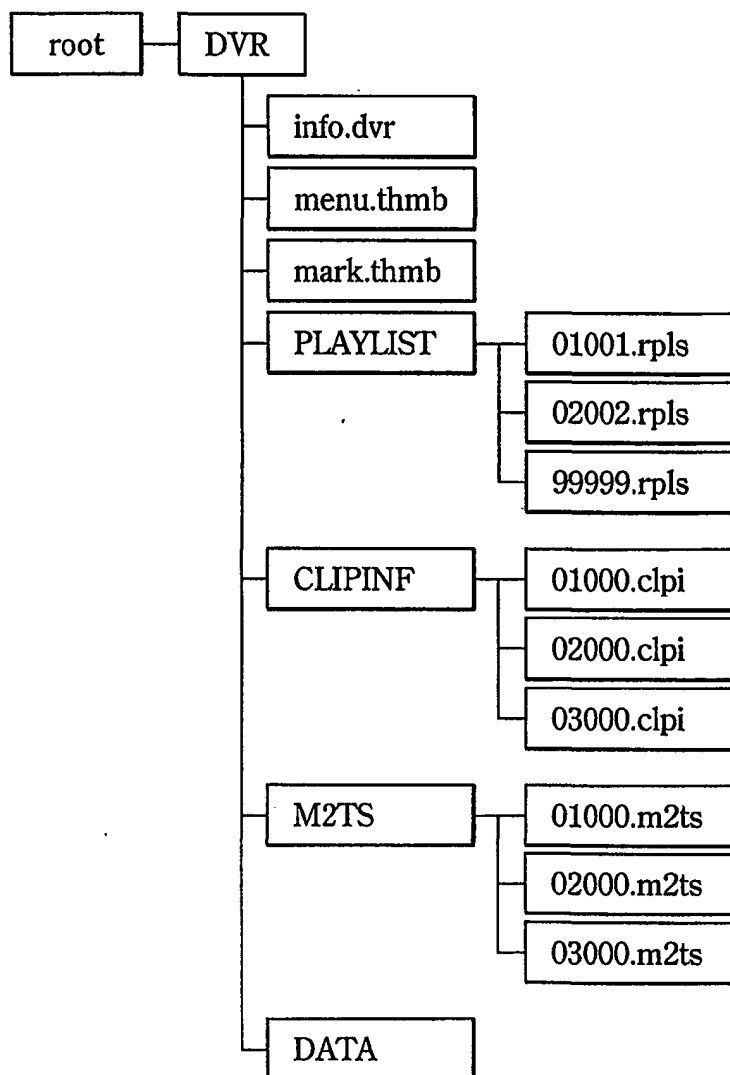 root
DVR
info.dvr
menu.thmb
mark.thmb
PLAYLIST
01001.rpls
02002.rpls
99999.rpls
CLIPINF
01000.clpi
02000.clpi
03000.clpi
M2TS
01000.m2ts
02000.m2ts
03000.m2ts
DATA